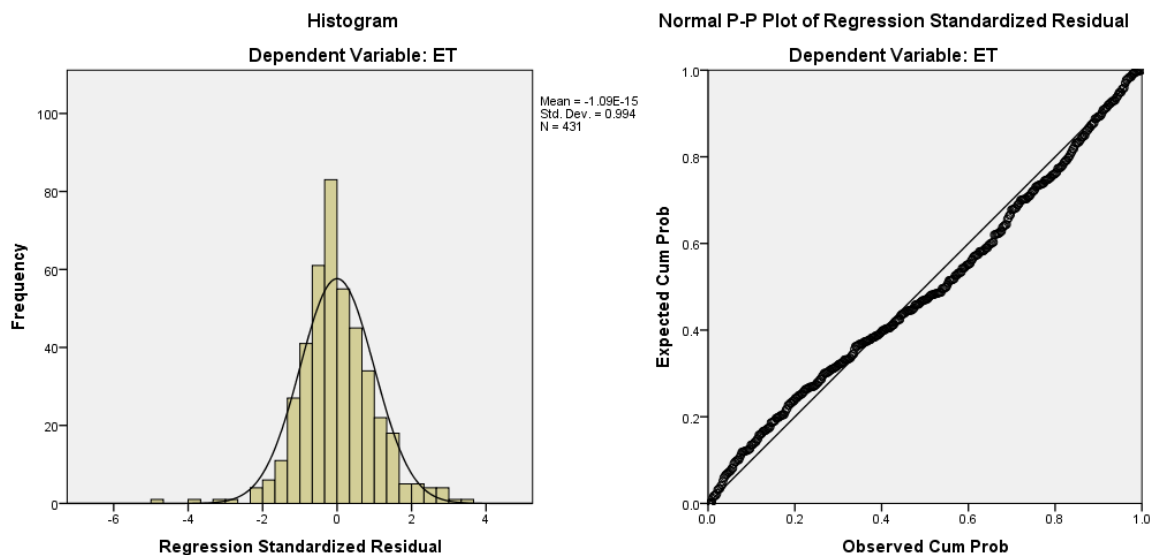 Histogram
Dependent Variable: ET
Mean = -1.09E-15
Std. Dev. = 0.994
N = 431
100
80
60
40
20
0
Frequency
-6
-4
-2
0
2
4
Regression Standardized Residual
Normal P-P Plot of Regression Standardized Residual
Dependent Variable: ET
1.0
0.8
0.6
0.4
0.2
0.0
Expected Cum Prob
0.0
0.2
0.4
0.6
0.8
1.0
Observed Cum Prob